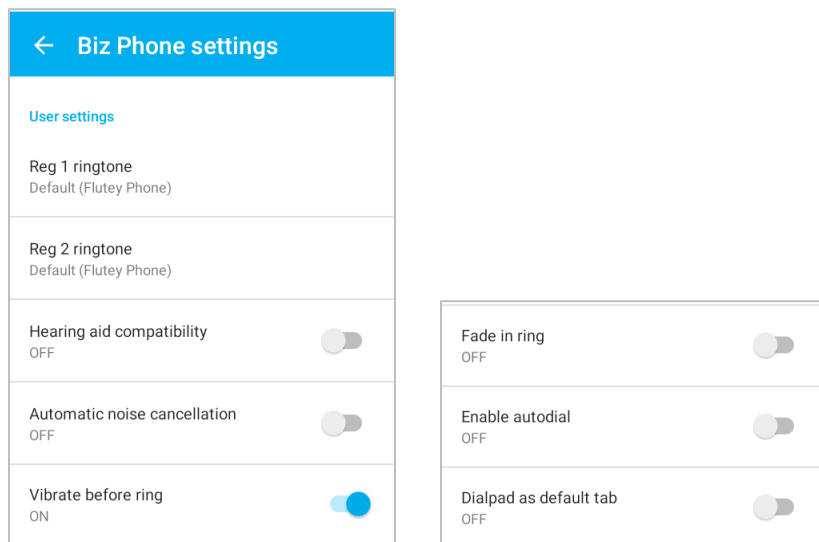 Biz Phone settings
User settings
Reg 1 ringtone
Default (Flutey Phone)
Reg 2 ringtone
Default (Flutey Phone)
Hearing aid compatibility
OFF
Automatic noise cancellation
OFF
Vibrate before ring
ON
Fade in ring
OFF
Enable autodial
OFF
Dialpad as default tab
OFF